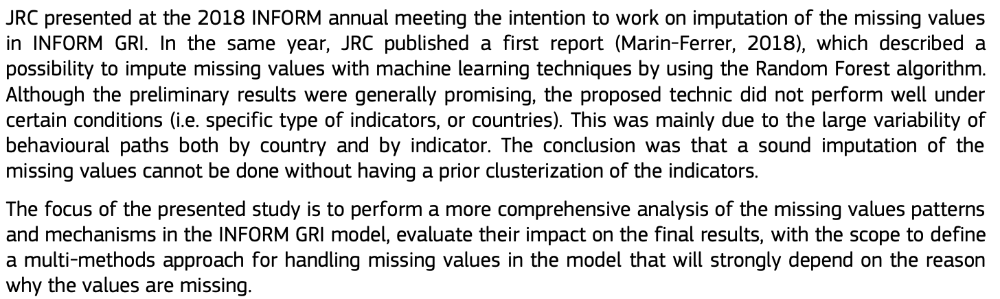 JRC presented at the 2018 INFORM annual meeting the intention to work on imputation of the missing values
in INFORM GRI. In the same year, JRC published a first report (Marin-Ferrer, 2018), which described a
possibility to impute missing values with machine learning techniques by using the Random Forest algorithm.
Although the preliminary results were generally promising, the proposed technic did not perform well under
certain conditions (i.e. specific type of indicators, or countries). This was mainly due to the large variability of
behavioural paths both by country and by indicator. The conclusion was that a sound imputation of the
missing values cannot be done without having a prior clusterization of the indicators.
The focus of the presented study is to perform a more comprehensive analysis of the missing values patterns
and mechanisms in the INFORM GRI model, evaluate their impact on the final results, with the scope to define
a multi-methods approach for handling missing values in the model that will strongly depend on the reason
why the values are missing.